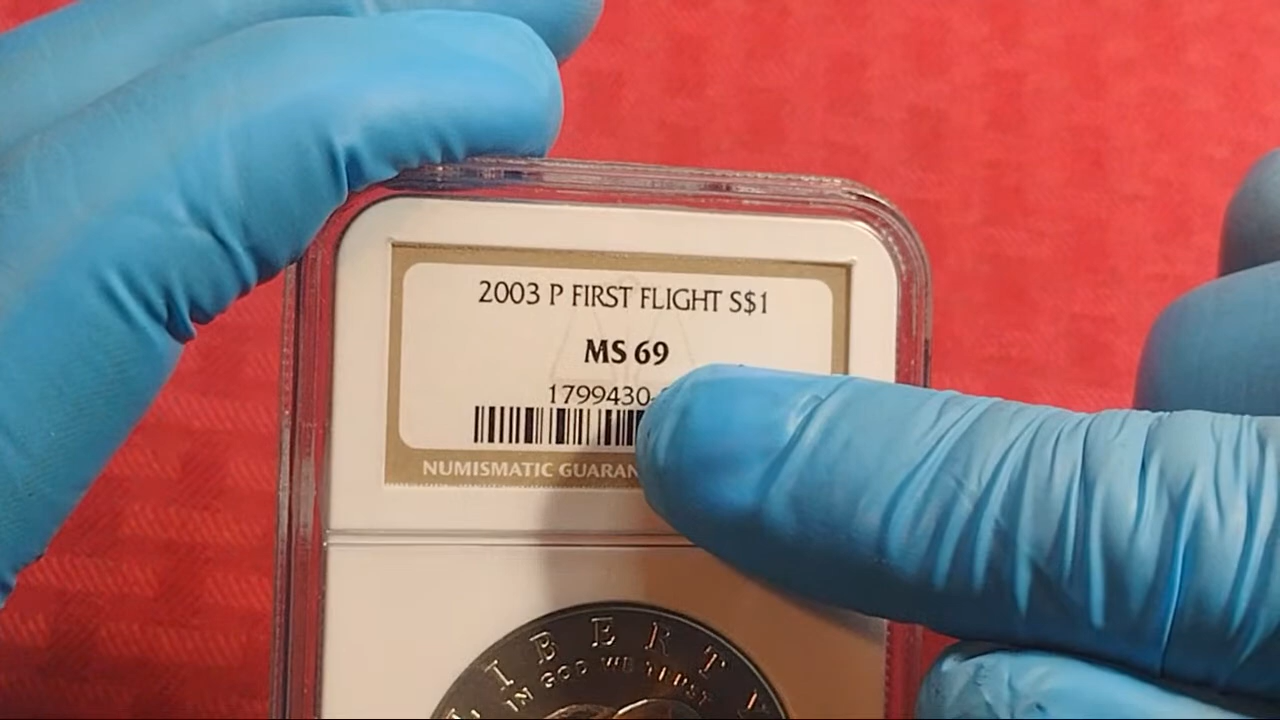 2003 P FIRST FLIGHT S$1
MS 69
1799430-
NUMISMATIC GUARAN
LIBERTY
IN GOD WE TRUST